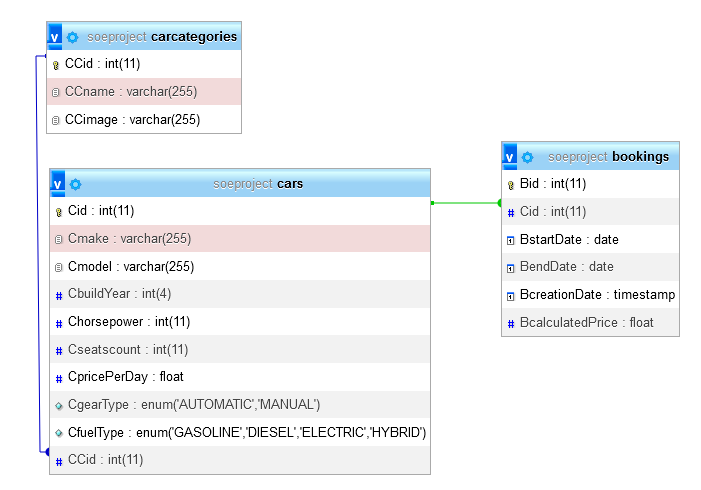 v soeproject carcategories
CCid : int(11)
CCname : varchar(255)
CCimage : varchar(255)
v soeproject cars
Cid : int(11)
Cmake : varchar(255)
Cmodel : varchar(255)
CbuildYear : int(4)
Chorsepower : int(11)
# Cseatscount : int(11)
# CpricePerDay : float
CgearType : enum('AUTOMATIC','MANUAL')
CfuelType : enum('GASOLINE','DIESEL','ELECTRIC','HYBRID')
# CCid : int(11)
v soeproject bookings
Bid : int(11)
# Cid : int(11)
BstartDate : date
BendDate : date
BcreationDate : timestamp
# BcalculatedPrice : float